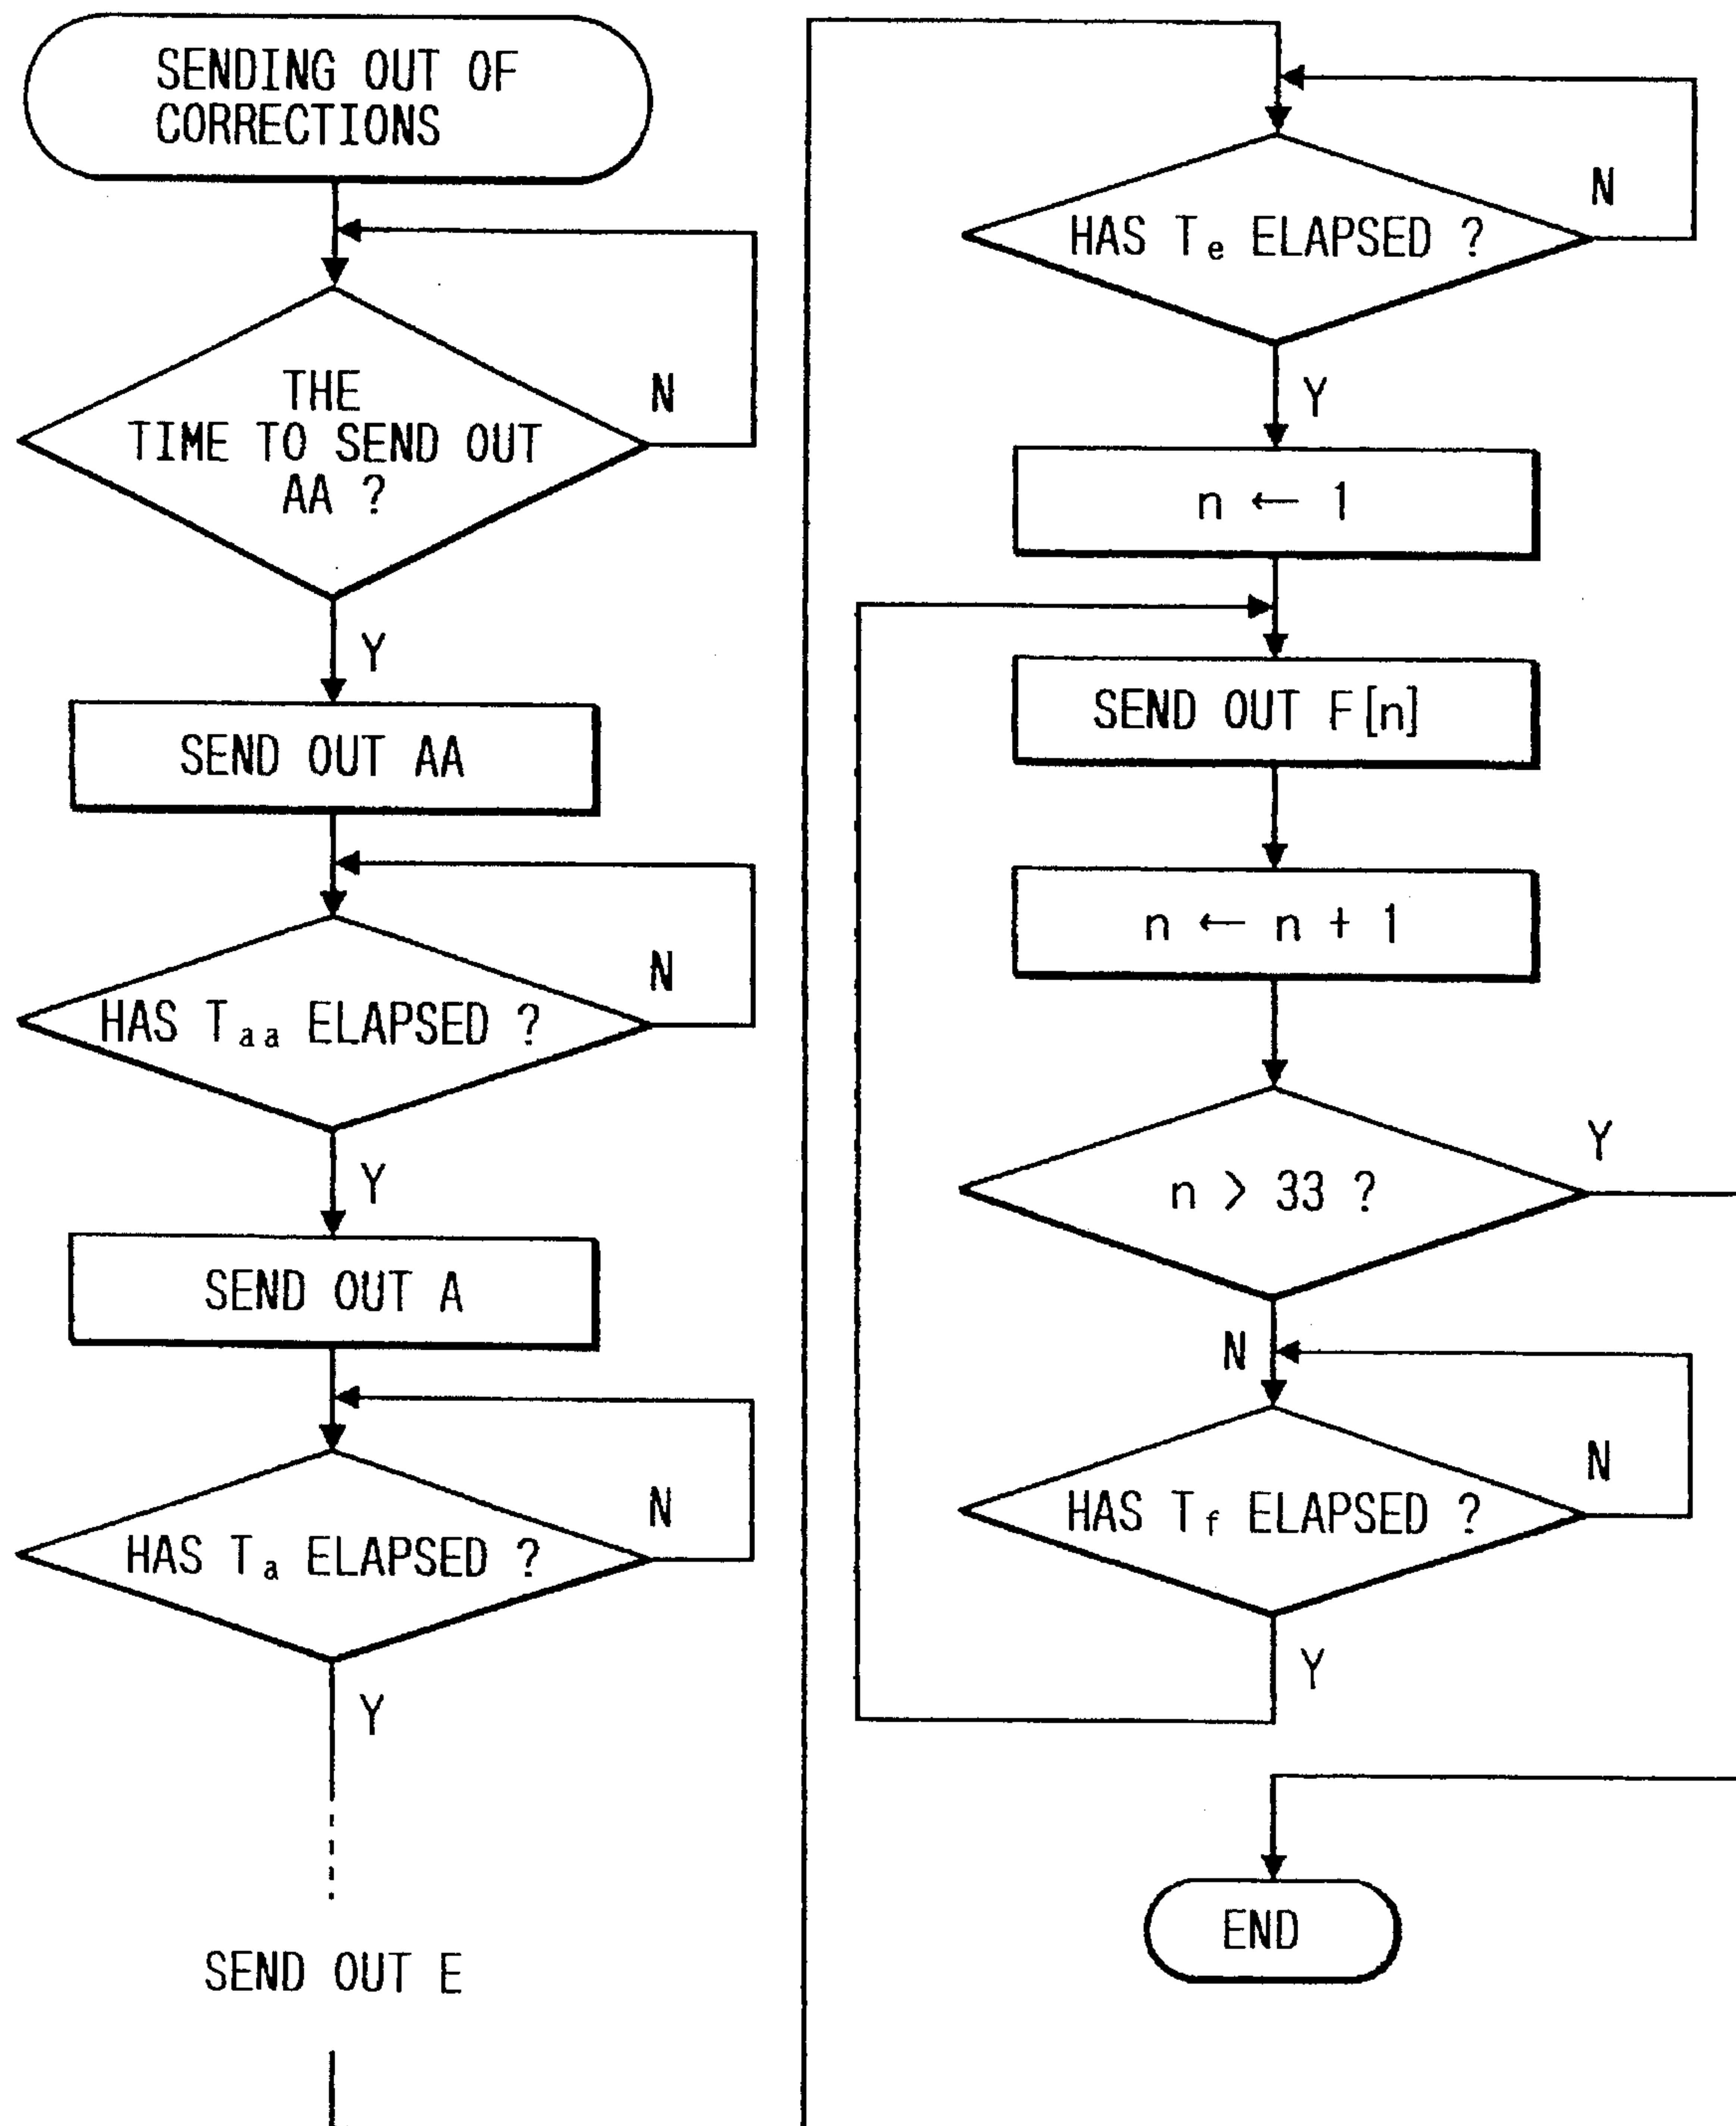 SENDING OUT OF
CORRECTIONS
THE
TIME TO SEND OUT
AA ?
N
Y
SEND OUT AA
HAS Taa ELAPSED ?
N
Y
SEND OUT A
HAS Ta ELAPSED ?
N
Y
SEND OUT E
HAS Te ELAPSED ?
N
Y
n ← 1
SEND OUT F[n]
n ← n + 1
n > 33 ?
Y
N
HAS Tf ELAPSED ?
N
Y
END